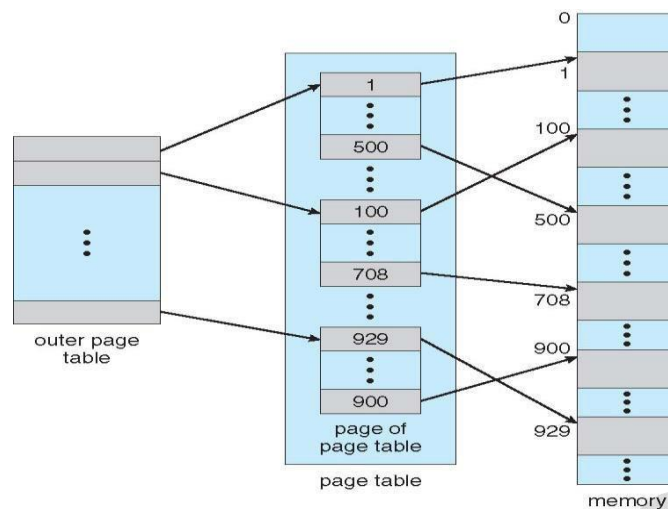 outer page
table
1
500
100
708
929
900
page of
page table
page table
0
1
100
500
708
900
929
memory